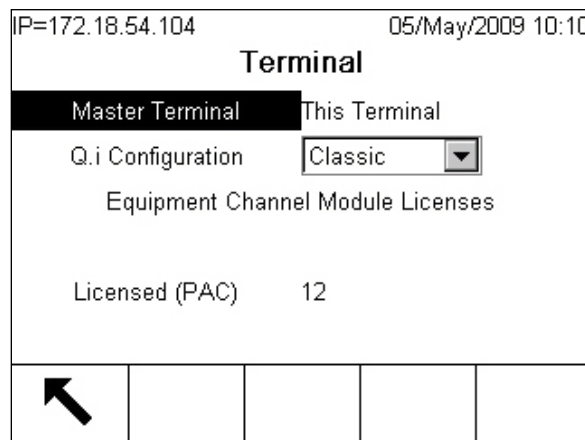 IP=172.18.54.104 05/May/2009 10:10
Terminal
Master Terminal This Terminal
Q.i Configuration Classic
Equipment Channel Module Licenses
Licensed (PAC) 12